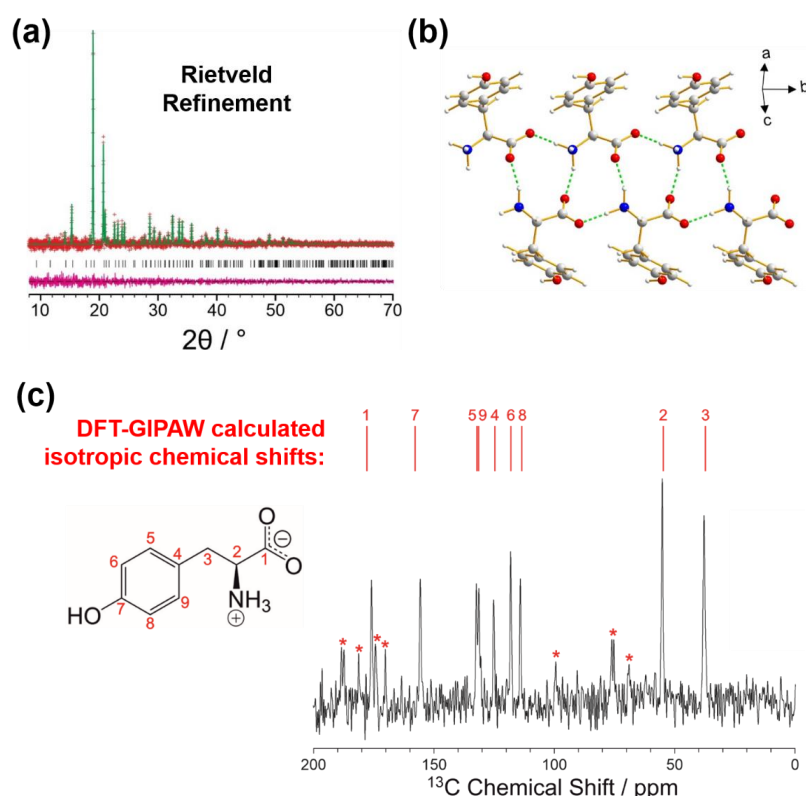 (a)
Rietveld
Refinement
10 20 30 40 50 60 70
2θ / °
(b)
a
b
c
(c)
DFT-GIPAW calculated
isotropic chemical shifts:
1 7 5 9 4 6 8 2 3
O
⊖
O
5
6 4 2
3 1
7
HO 9 NH3
8 ⊕
* * * * * * *
200 150 100 50 0
13C Chemical Shift / ppm